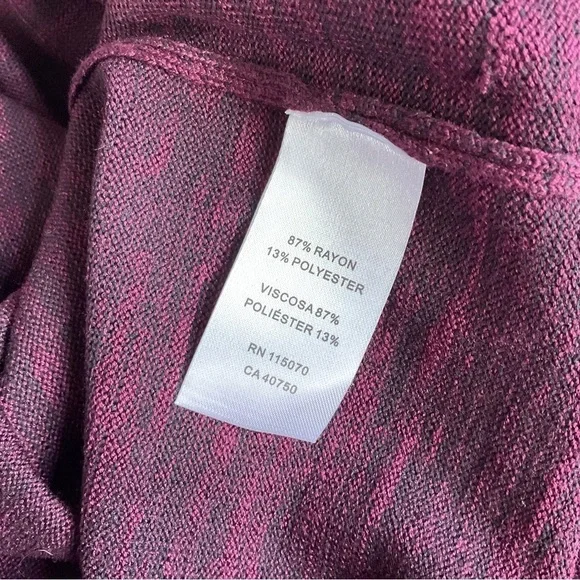 87% RAYON
13% POLYESTER
VISCOSA 87%
POLIÉSTER 13%
RN 115070
CA 40750